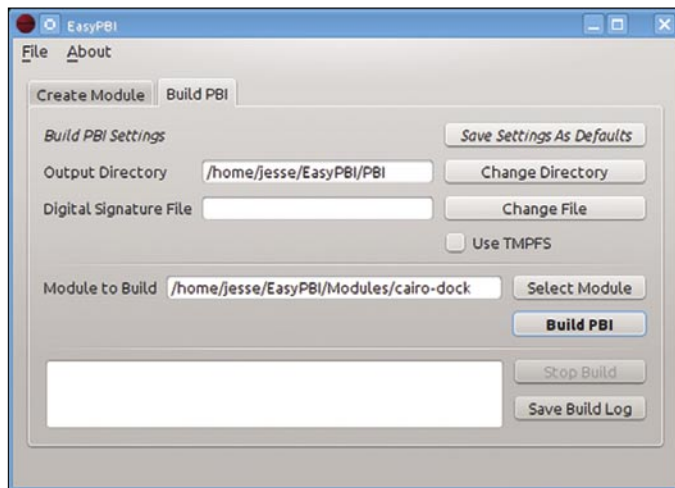 EasyPBI
File About
Create Module Build PBI
Build PBI Settings Save Settings As Defaults
Output Directory /home/jesse/EasyPBI/PBI Change Directory
Digital Signature File Change File
Use TMPFS
Module to Build /home/jesse/EasyPBI/Modules/cairo-dock Select Module
Build PBI
Stop Build
Save Build Log